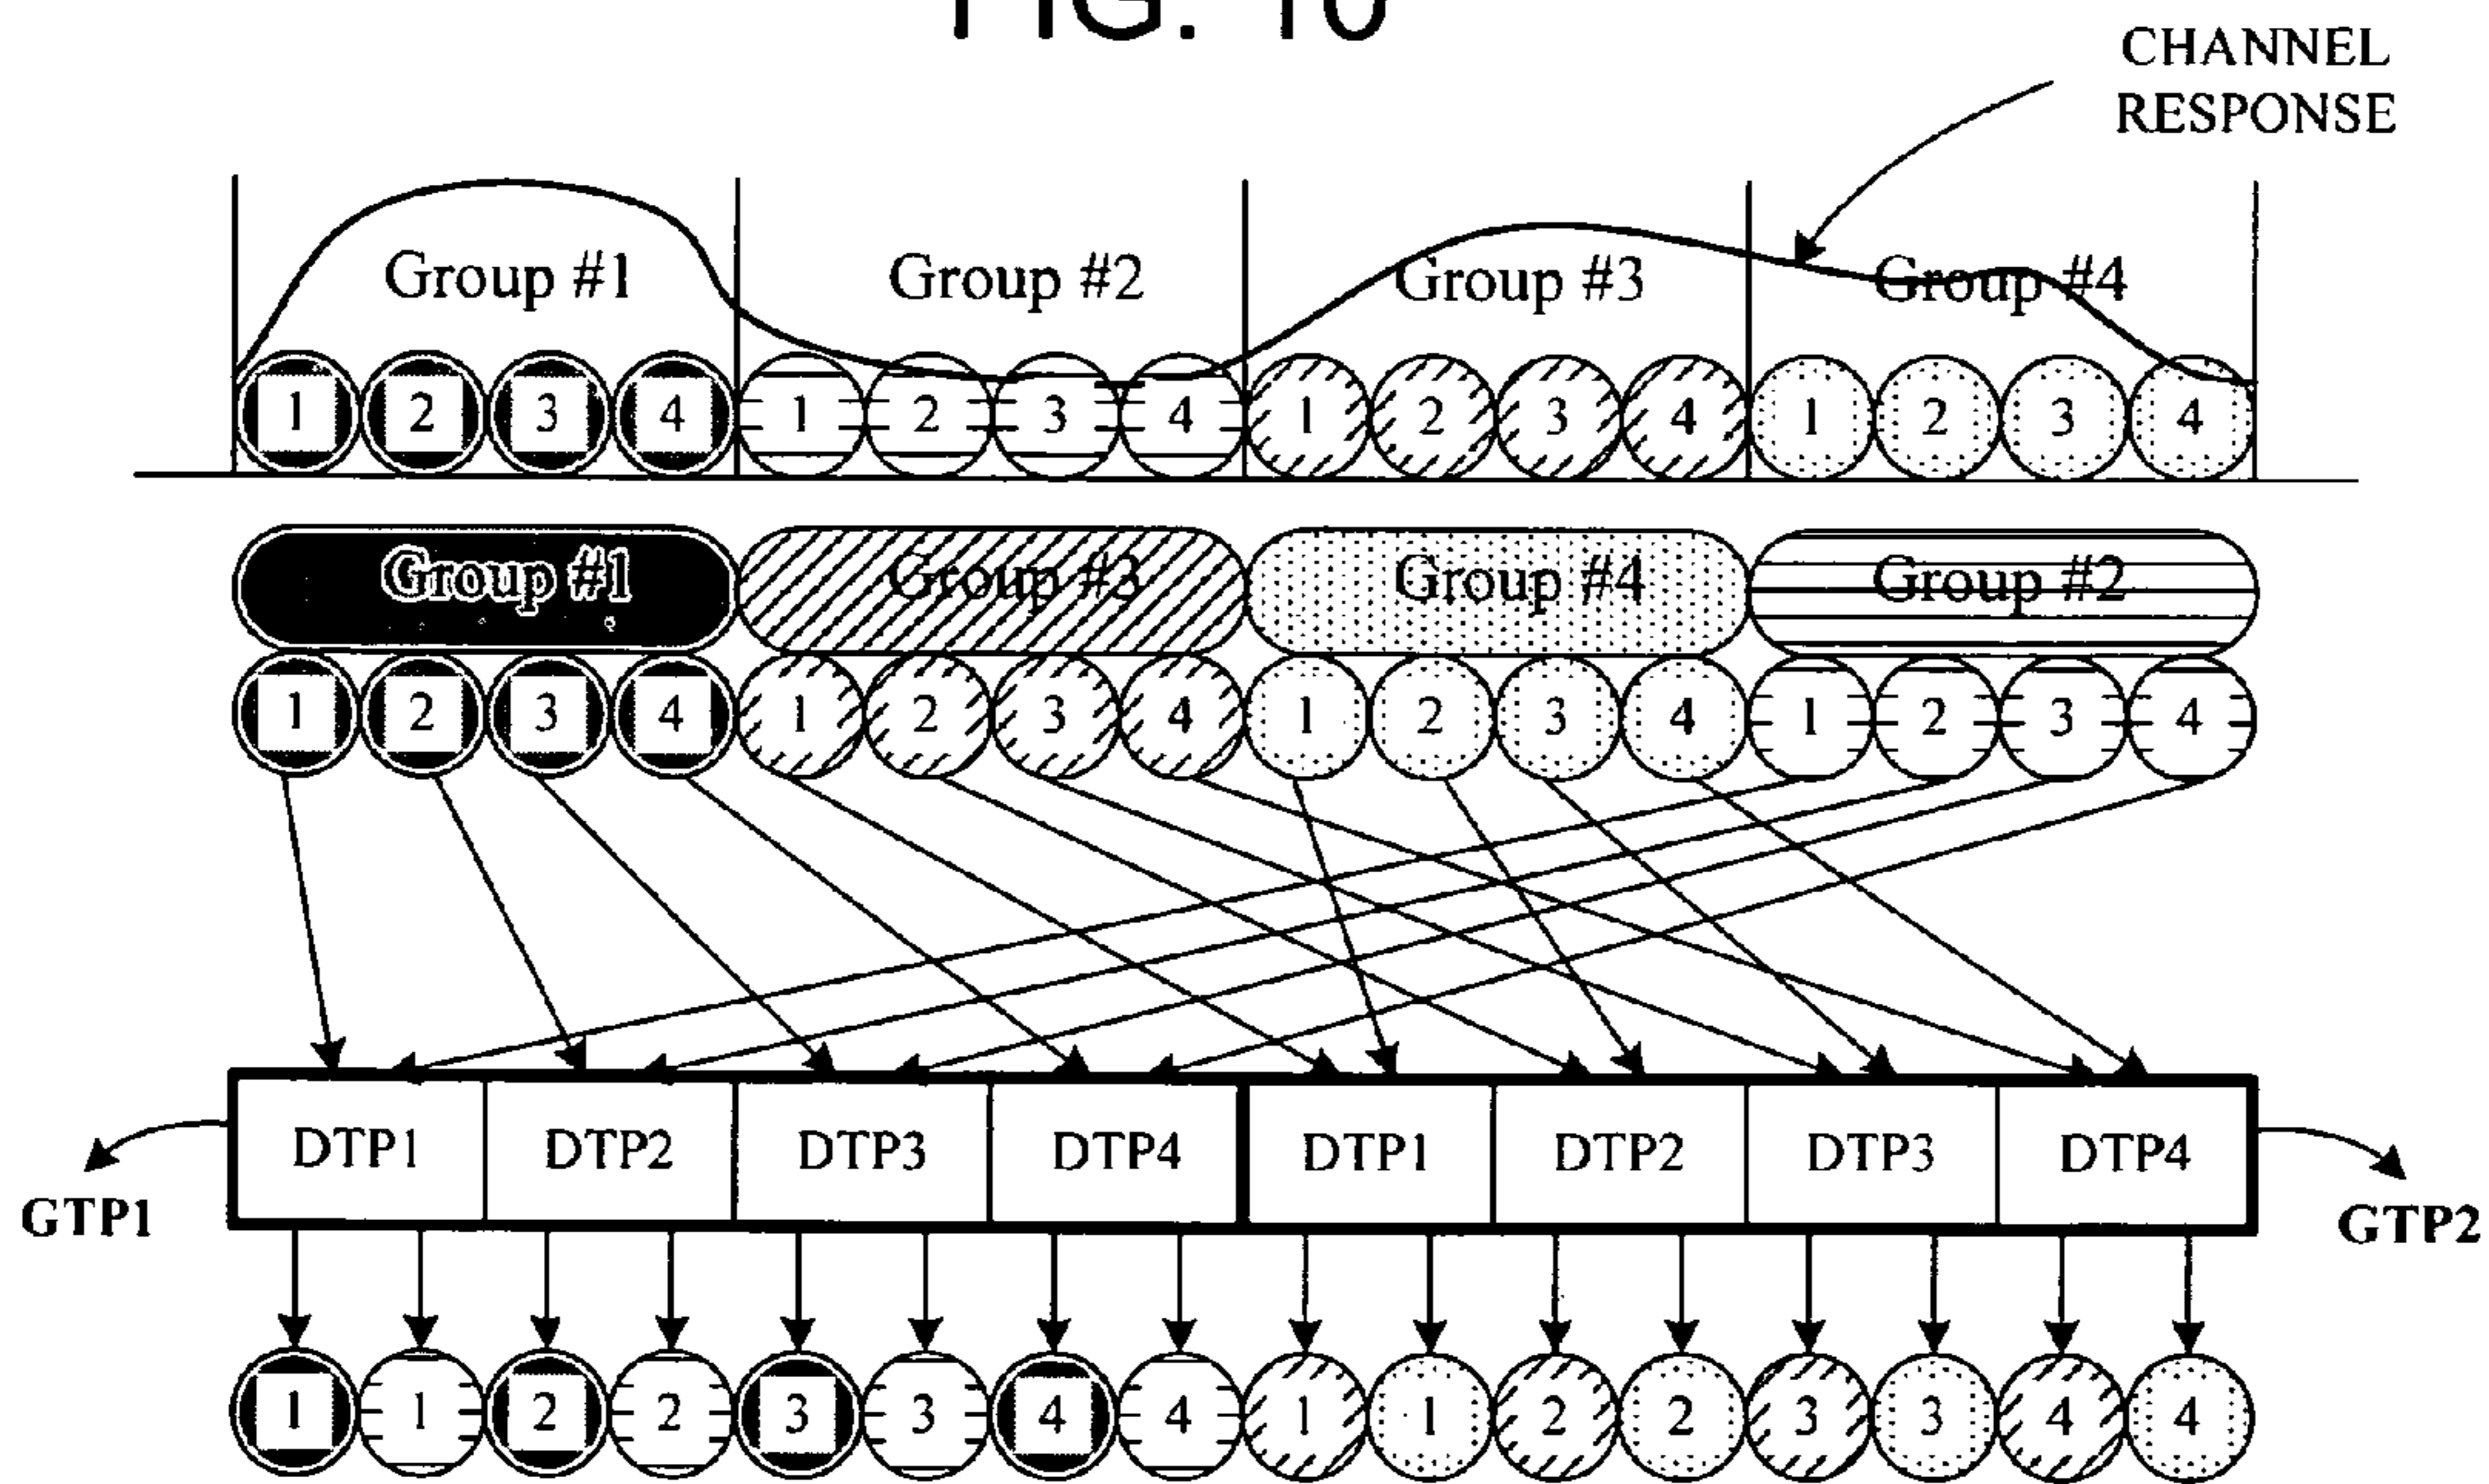 FIG. 10
CHANNEL
RESPONSE
Group #1 Group #2 Group #3 Group #4
1 2 3 4 1 2 3 4 1 2 3 4 1 2 3 4
Group #1 Group #3 Group #4 Group #2
1 2 3 4 1 2 3 4 1 2 3 4 1 2 3 4
DTP1 DTP2 DTP3 DTP4 DTP1 DTP2 DTP3 DTP4
GTP1 GTP2
1 1 2 2 3 3 4 4 1 1 2 2 3 3 4 4